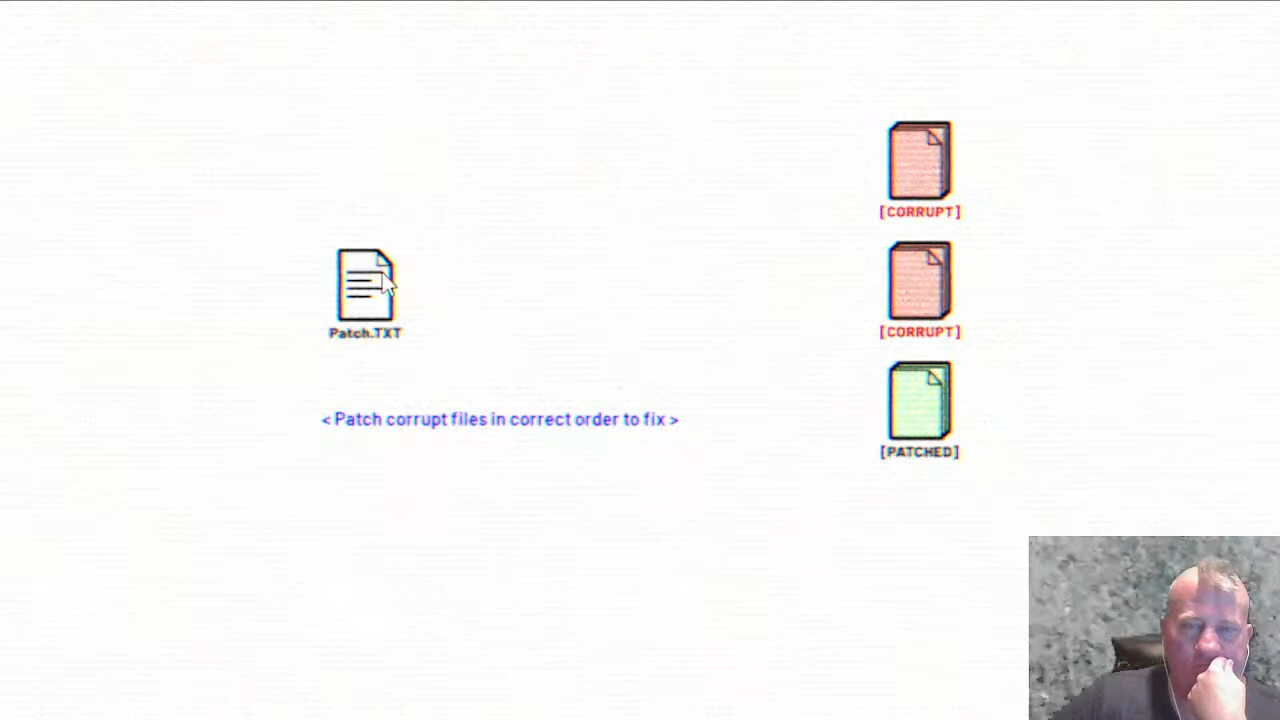 [CORRUPT]
Patch.TXT
[CORRUPT]
< Patch corrupt files in correct order to fix >
[PATCHED]